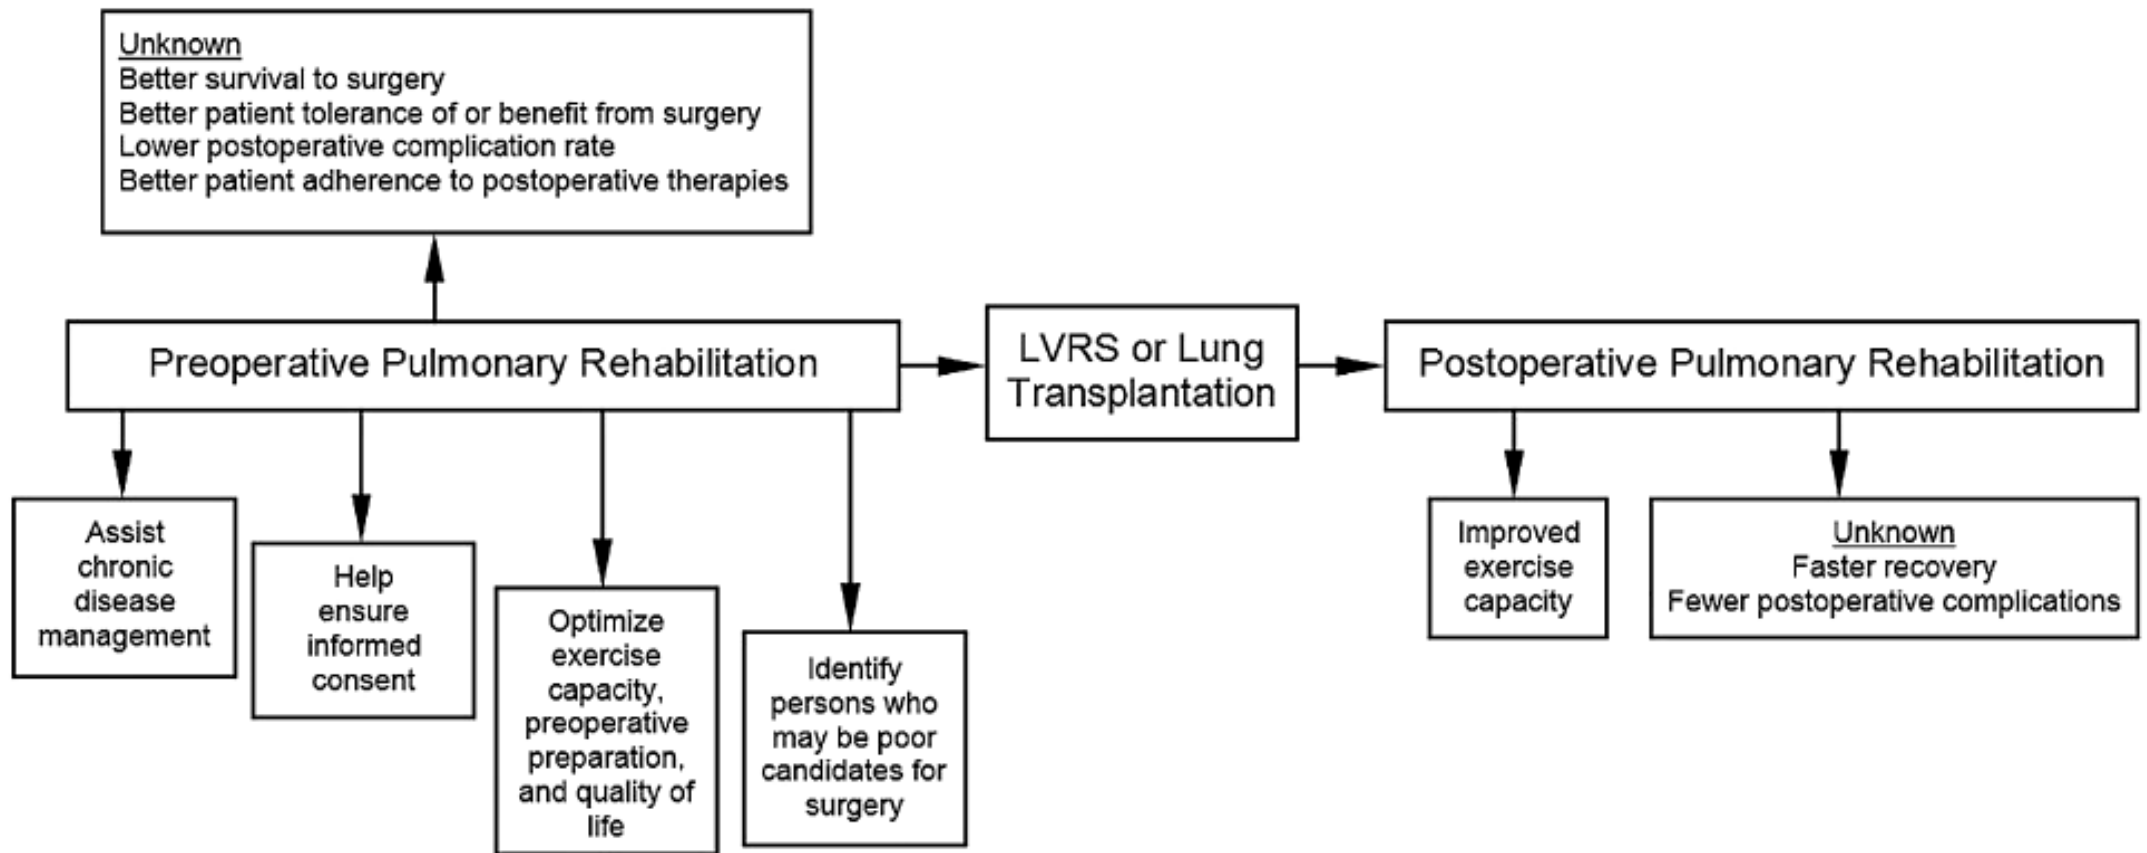 Unknown
Better survival to surgery
Better patient tolerance of or benefit from surgery
Lower postoperative complication rate
Better patient adherence to postoperative therapies
Preoperative Pulmonary Rehabilitation
LVRS or Lung
Transplantation
Postoperative Pulmonary Rehabilitation
Assist
chronic
disease
management
Help
ensure
informed
consent
Optimize
exercise
capacity,
preoperative
preparation,
and quality of
life
Identify
persons who
may be poor
candidates for
surgery
Improved
exercise
capacity
Unknown
Faster recovery
Fewer postoperative complications